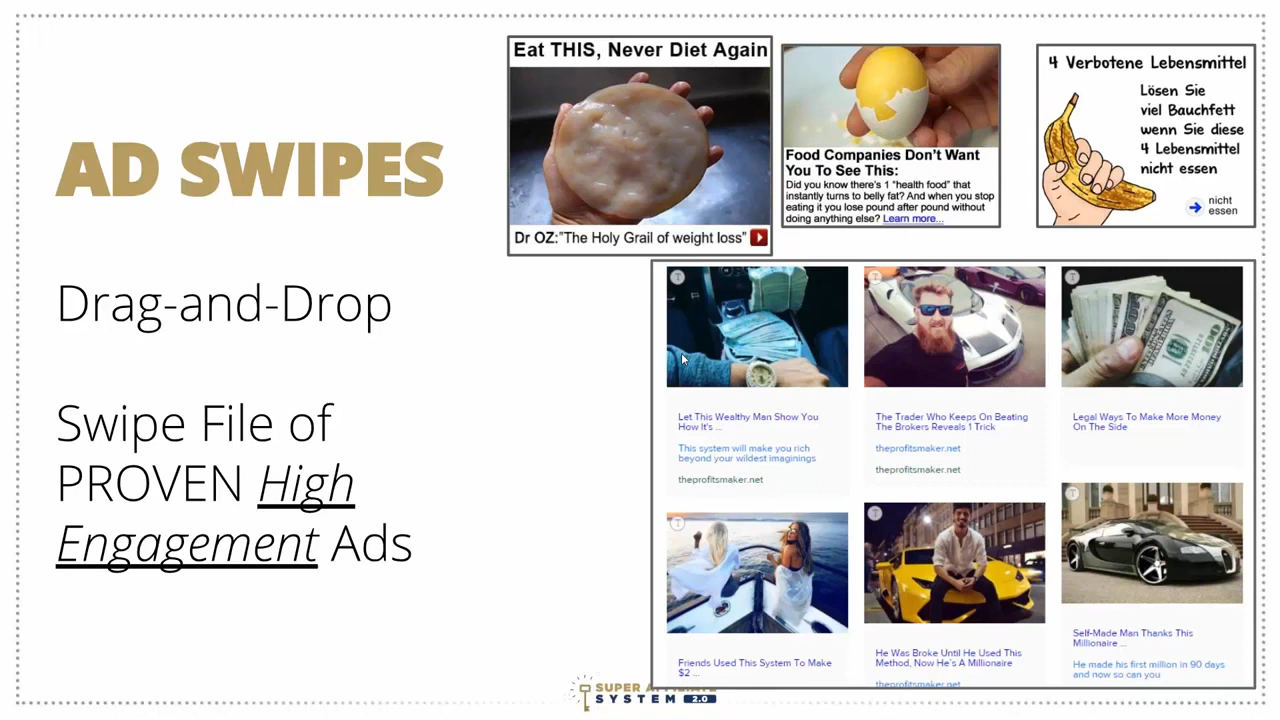 AD SWIPES
Drag-and-Drop
Swipe File of
PROVEN High
Engagement Ads
Eat THIS, Never Diet Again
Dr OZ:"The Holy Grail of weight loss"
Food Companies Don't Want
You To See This:
Did you know there's 1 "health food" that
instantly turns to belly fat? And when you stop
eating it you lose pound after pound without
doing anything else? Learn more...
4 Verbotene Lebensmittel
Lösen Sie
viel Bauchfett
wenn Sie diese
4 Lebensmittel
nicht essen
nicht
essen
T
Let This Wealthy Man Show You
How It's ...
This system will make you rich
beyond your wildest imaginings
theprofitsmaker.net
T
The Trader Who Keeps On Beating
The Brokers Reveals 1 Trick
theprofitsmaker.net
theprofitsmaker.net
T
100
Legal Ways To Make More Money
On The Side
T
Friends Used This System To Make
$2 ...
T
He Was Broke Until He Used This
Method, Now He's A Millionaire
theprofitsmaker.net
T
Self-Made Man Thanks This
Millionaire ...
He made his first million in 90 days
and now so can you
SUPER AFFILIATE
SYSTEM 2.0